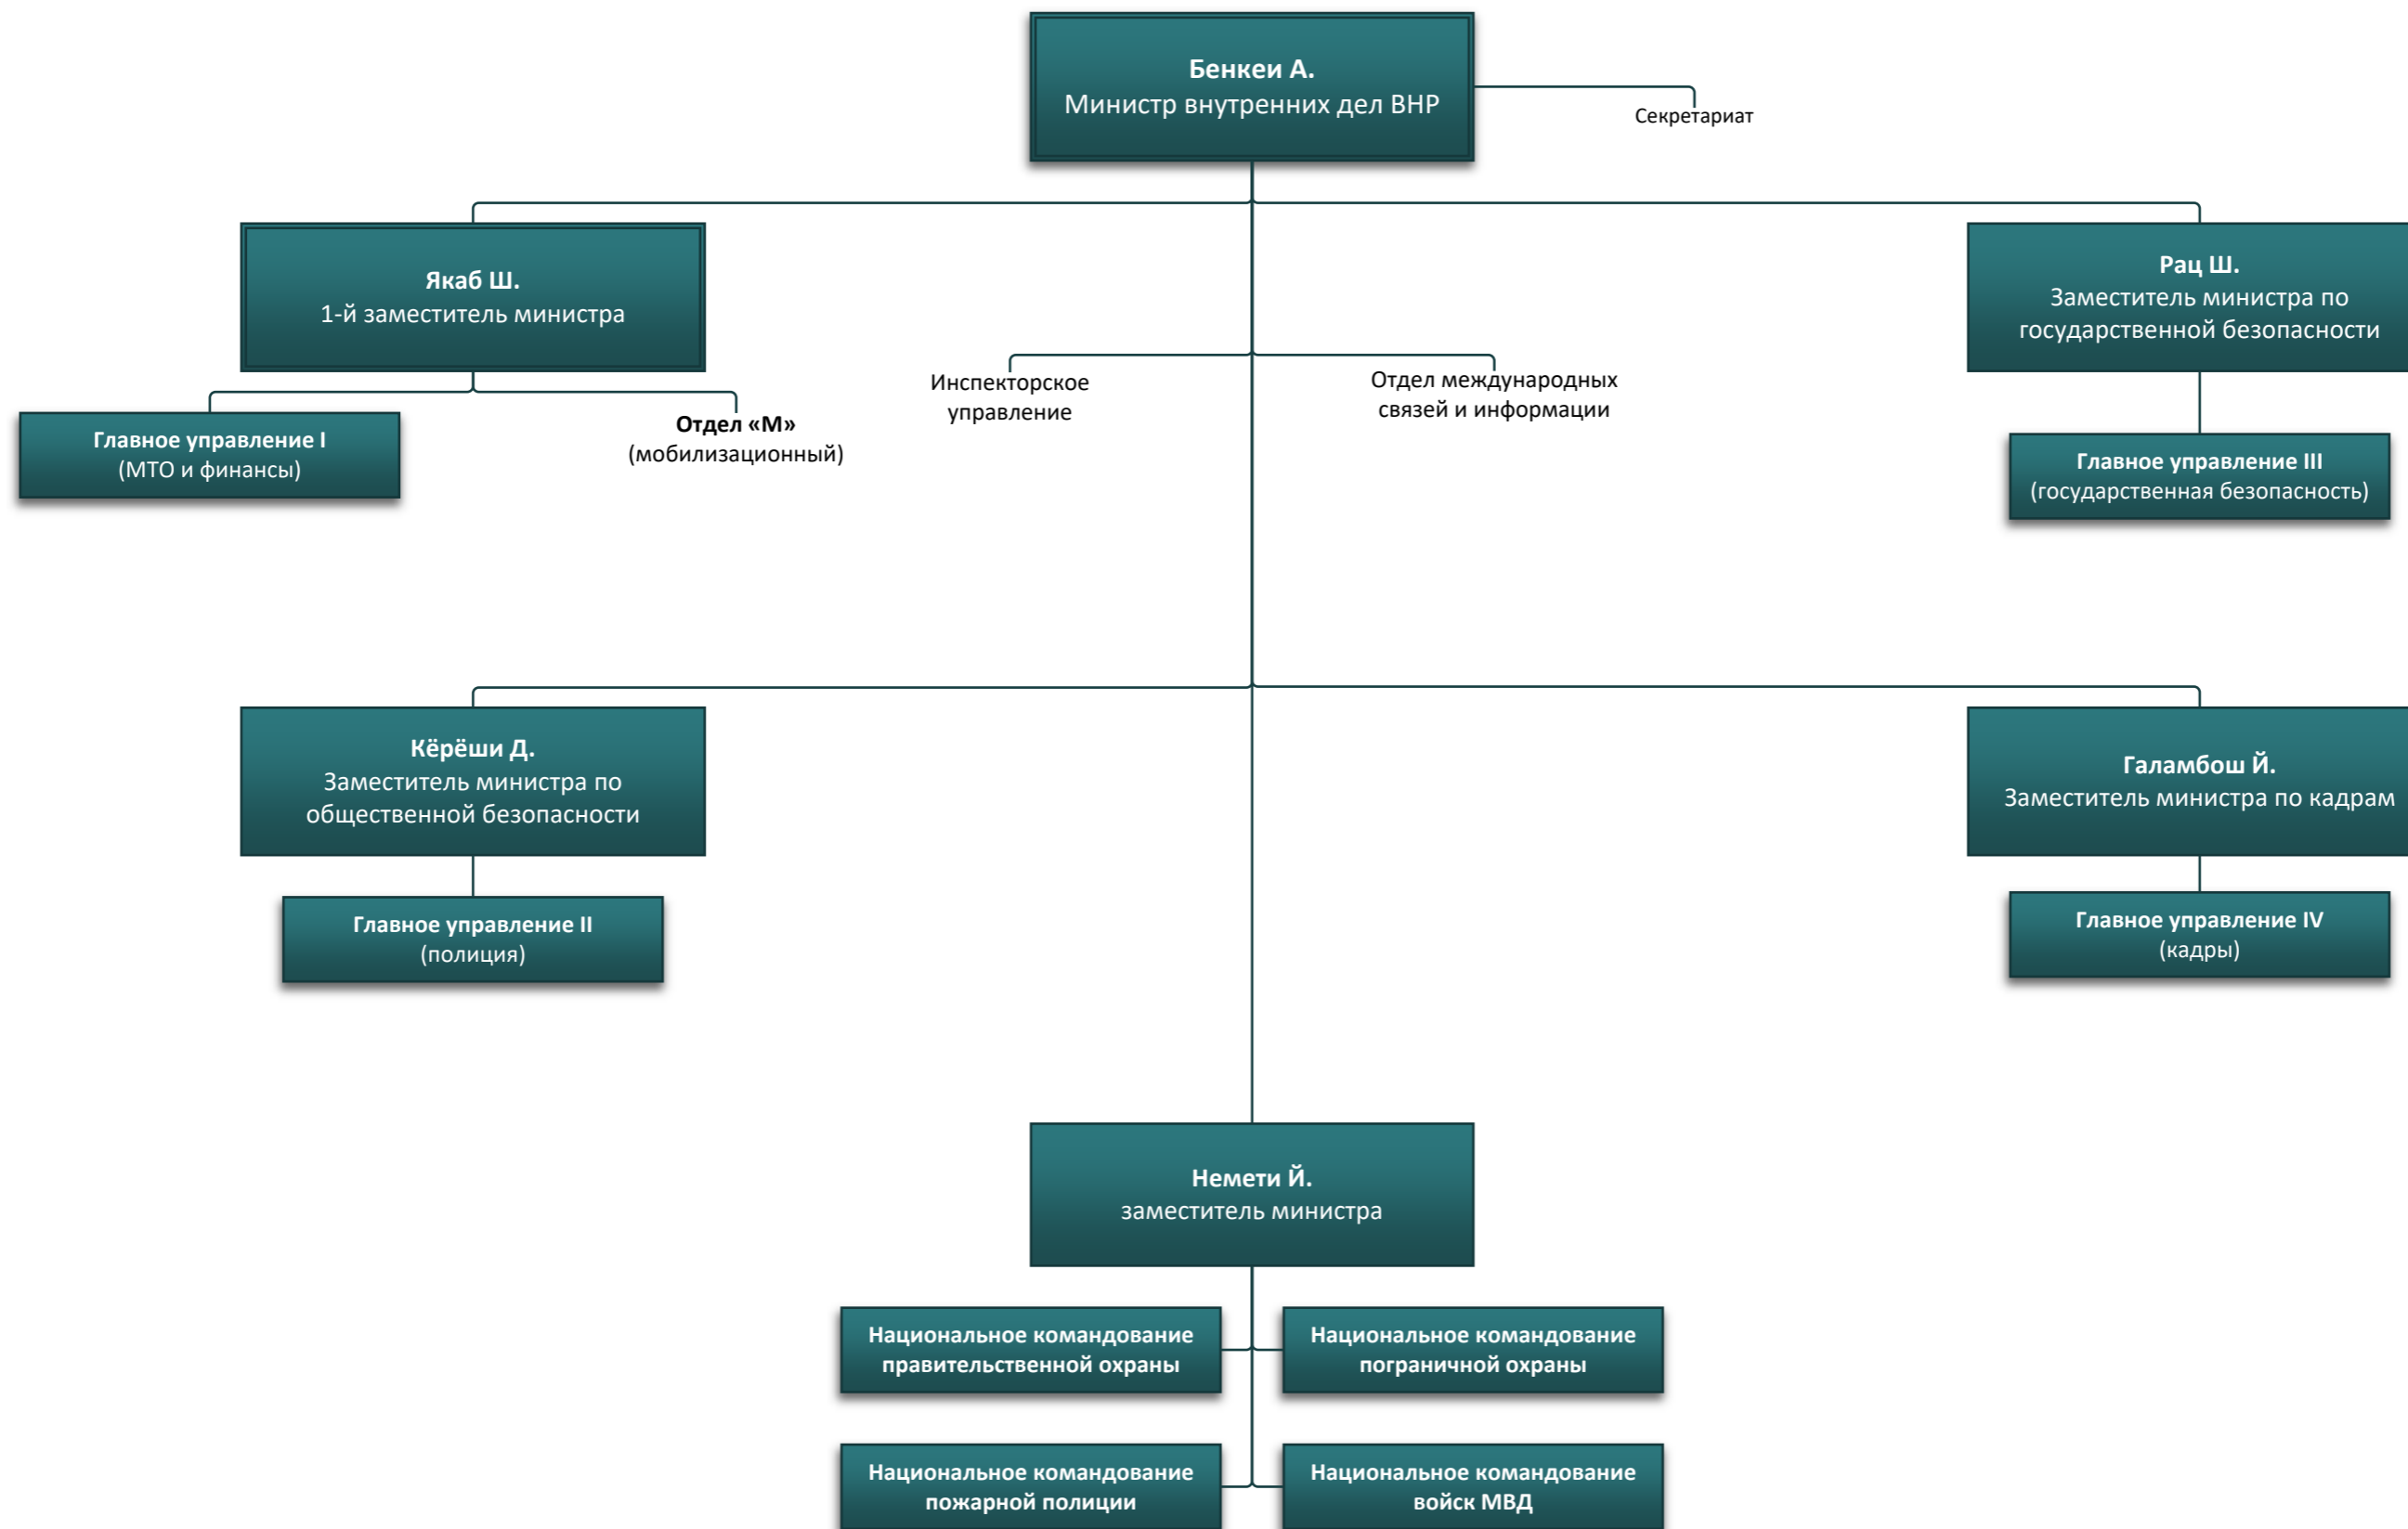 Бенкеи А.
Министр внутренних дел ВНР
Секретариат
Якаб Ш.
1-й заместитель министра
Рац Ш.
Заместитель министра по
государственной безопасности
Инспекторское
управление
Отдел международных
связей и информации
Главное управление I
(МТО и финансы)
Отдел «М»
(мобилизационный)
Главное управление III
(государственная безопасность)
Кёрёши Д.
Заместитель министра по
общественной безопасности
Галамбош Й.
Заместитель министра по кадрам
Главное управление II
(полиция)
Главное управление IV
(кадры)
Немети Й.
заместитель министра
Национальное командование
правительственной охраны
Национальное командование
пограничной охраны
Национальное командование
пожарной полиции
Национальное командование
войск МВД